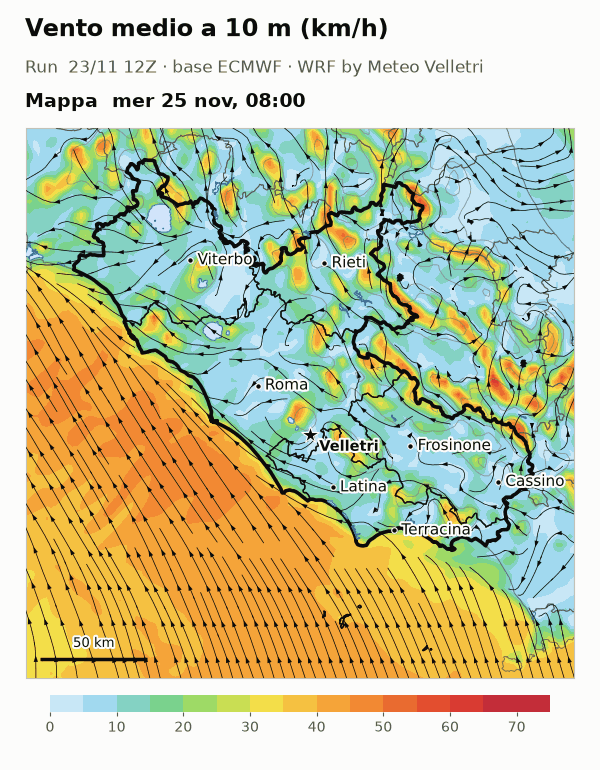 Vento medio a 10 m (km/h)
Run  23/11 12Z · base ECMWF · WRF by Meteo Velletri
Mappa  mer 25 nov, 08:00
Viterbo
Rieti
Roma
Velletri
Frosinone
Latina
Cassino
Terracina
50 km
0 10 20 30 40 50 60 70